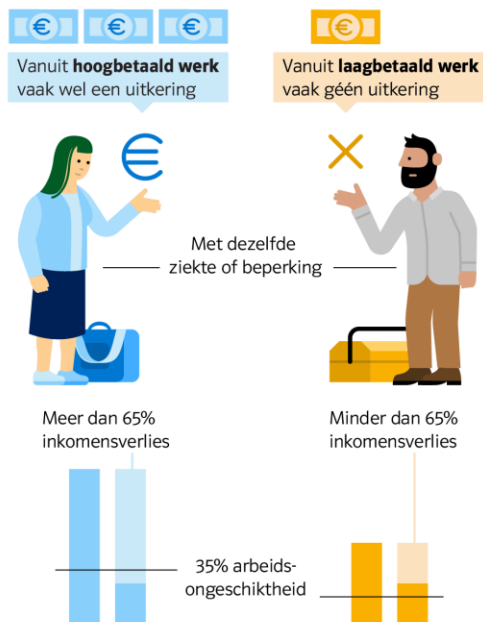 Vanuit hoogbetaald werk
vaak wel een uitkering
Vanuit laagbetaald werk
vaak géén uitkering
Met dezelfde
ziekte of beperking
Meer dan 65%
inkomensverlies
Minder dan 65%
inkomensverlies
35% arbeids-
ongeschiktheid